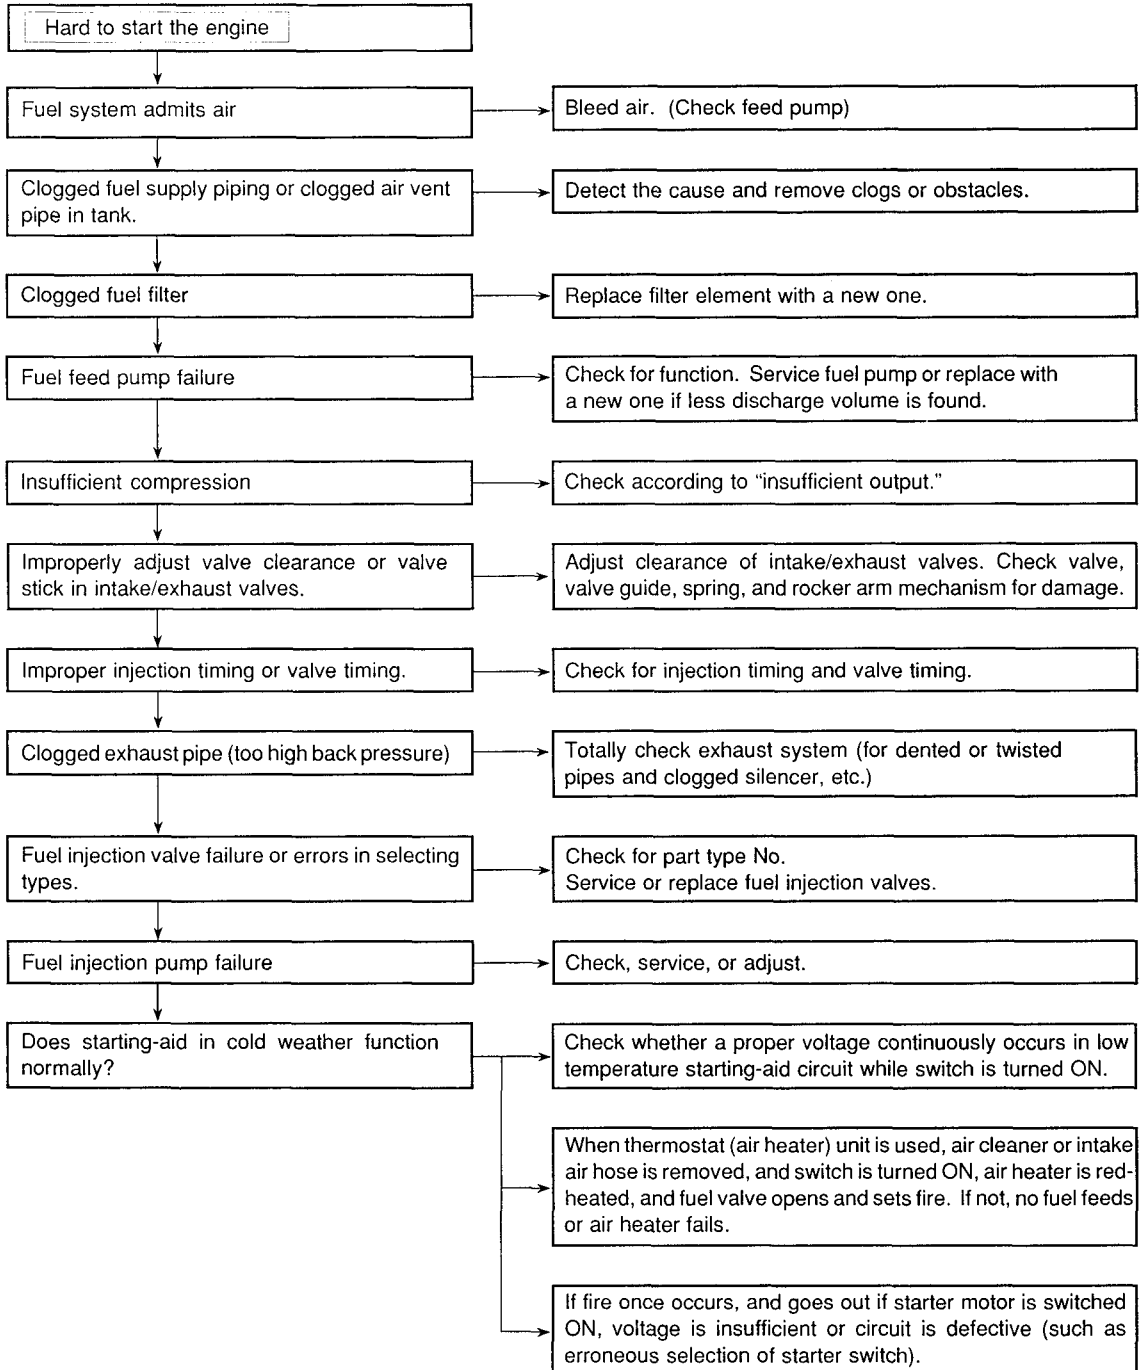 Hard to start the engine
Fuel system admits air
Bleed air. (Check feed pump)
Clogged fuel supply piping or clogged air vent
pipe in tank.
Detect the cause and remove clogs or obstacles.
Clogged fuel filter
Replace filter element with a new one.
Fuel feed pump failure
Check for function. Service fuel pump or replace with
a new one if less discharge volume is found.
Insufficient compression
Check according to “insufficient output.”
Improperly adjust valve clearance or valve
stick in intake/exhaust valves.
Adjust clearance of intake/exhaust valves. Check valve,
valve guide, spring, and rocker arm mechanism for damage.
Improper injection timing or valve timing.
Check for injection timing and valve timing.
Clogged exhaust pipe (too high back pressure)
Totally check exhaust system (for dented or twisted
pipes and clogged silencer, etc.)
Fuel injection valve failure or errors in selecting
types.
Check for part type No.
Service or replace fuel injection valves.
Fuel injection pump failure
Check, service, or adjust.
Does starting-aid in cold weather function
normally?
Check whether a proper voltage continuously occurs in low
temperature starting-aid circuit while switch is turned ON.
When thermostat (air heater) unit is used, air cleaner or intake
air hose is removed, and switch is turned ON, air heater is red-
heated, and fuel valve opens and sets fire. If not, no fuel feeds
or air heater fails.
If fire once occurs, and goes out if starter motor is switched
ON, voltage is insufficient or circuit is defective (such as
erroneous selection of starter switch).